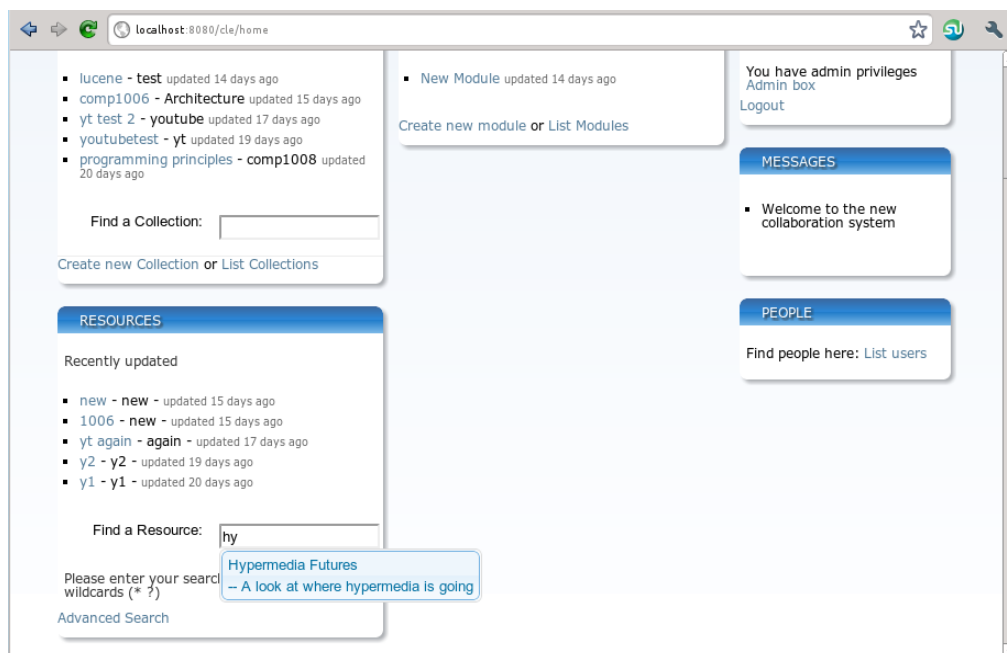 localhost:8080/cle/home
lucene - test updated 14 days ago
comp1006 - Architecture updated 15 days ago
yt test 2 - youtube updated 17 days ago
youtubetest - yt updated 19 days ago
programming principles - comp1008 updated
20 days ago
Find a Collection:
Create new Collection or List Collections
RESOURCES
Recently updated
new - new - updated 15 days ago
1006 - new - updated 15 days ago
yt again - again - updated 17 days ago
y2 - y2 - updated 19 days ago
y1 - y1 - updated 20 days ago
Find a Resource: hy
Hypermedia Futures
-- A look at where hypermedia is going
Please enter your searc
wildcards (* ?)
Advanced Search
New Module updated 14 days ago
Create new module or List Modules
You have admin privileges
Admin box
Logout
MESSAGES
Welcome to the new
collaboration system
PEOPLE
Find people here: List users